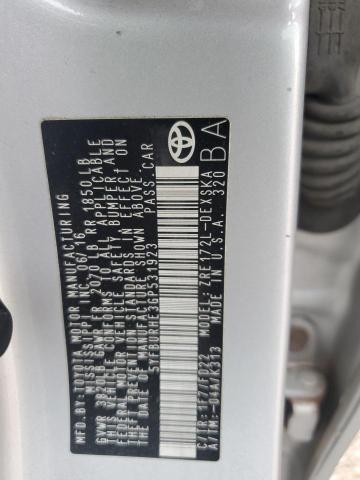 MFD.BY:TOYOTA MOTOR MANUFACTURING
MISSISSIPPI, INC. 06/16
GVWR 3820LB GAWR FR 2070LB RR 1850LB
THIS VEHICLE CONFORMS TO ALL APPLICABLE
FEDERAL MOTOR VEHICLE SAFETY, BUMPER AND
THEFT PREVENTION STANDARDS IN EFFECT ON
THE DATE OF MANUFACTURE SHOWN ABOVE.
5YFBURHE3GP531923 PASS.CAR
C/TR:1F7/FD22 MODEL: ZRE172L-DEXSKA
A/TM:-04A/K313 MADE IN U.S.A. 320
BA